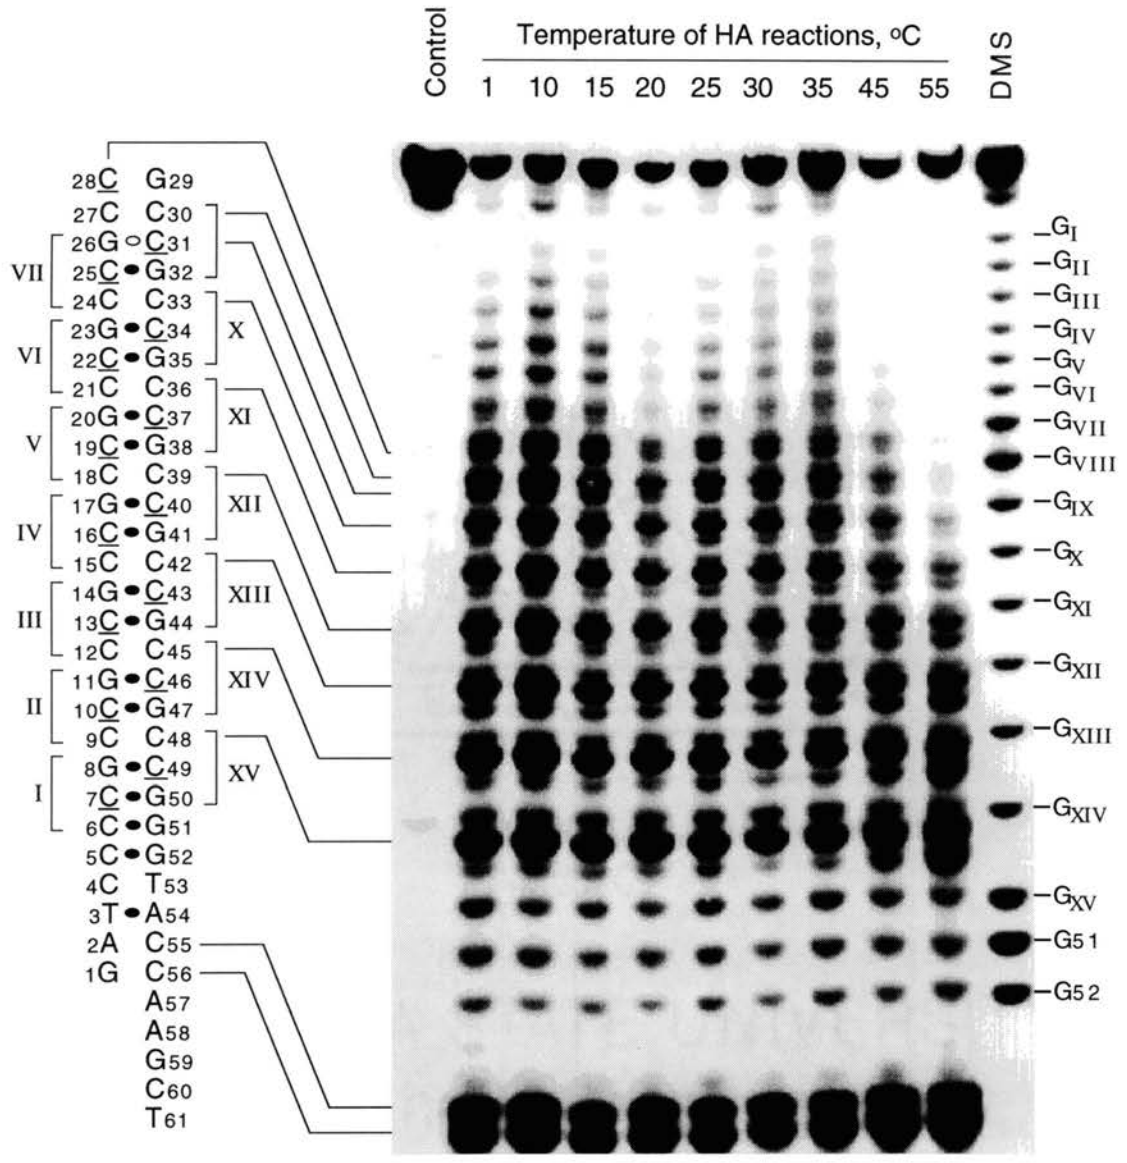 Control
Temperature of HA reactions, °C
1 10 15 20 25 30 35 45 55
DMS
28C G29
27C C30
26G C31
VII 25C G32
24C C33
23G C34 X
VI 22C G35
21C C36
20G C37 XI
V 19C G38
18C C39
17G C40 XII
IV 16C G41
15C C42
14G C43 XIII
III 13C G44
12C C45
11G C46 XIV
II 10C G47
9C C48
8G C49 XV
I 7C G50
6C G51
5C G52
4C T53
3T A54
2A C55
1G C56
A57
A58
G59
C60
T61
GI
GII
GIII
GIV
GV
GVI
GVII
GVIII
GIX
GX
GXI
GXII
GXIII
GXIV
GXV
G51
G52